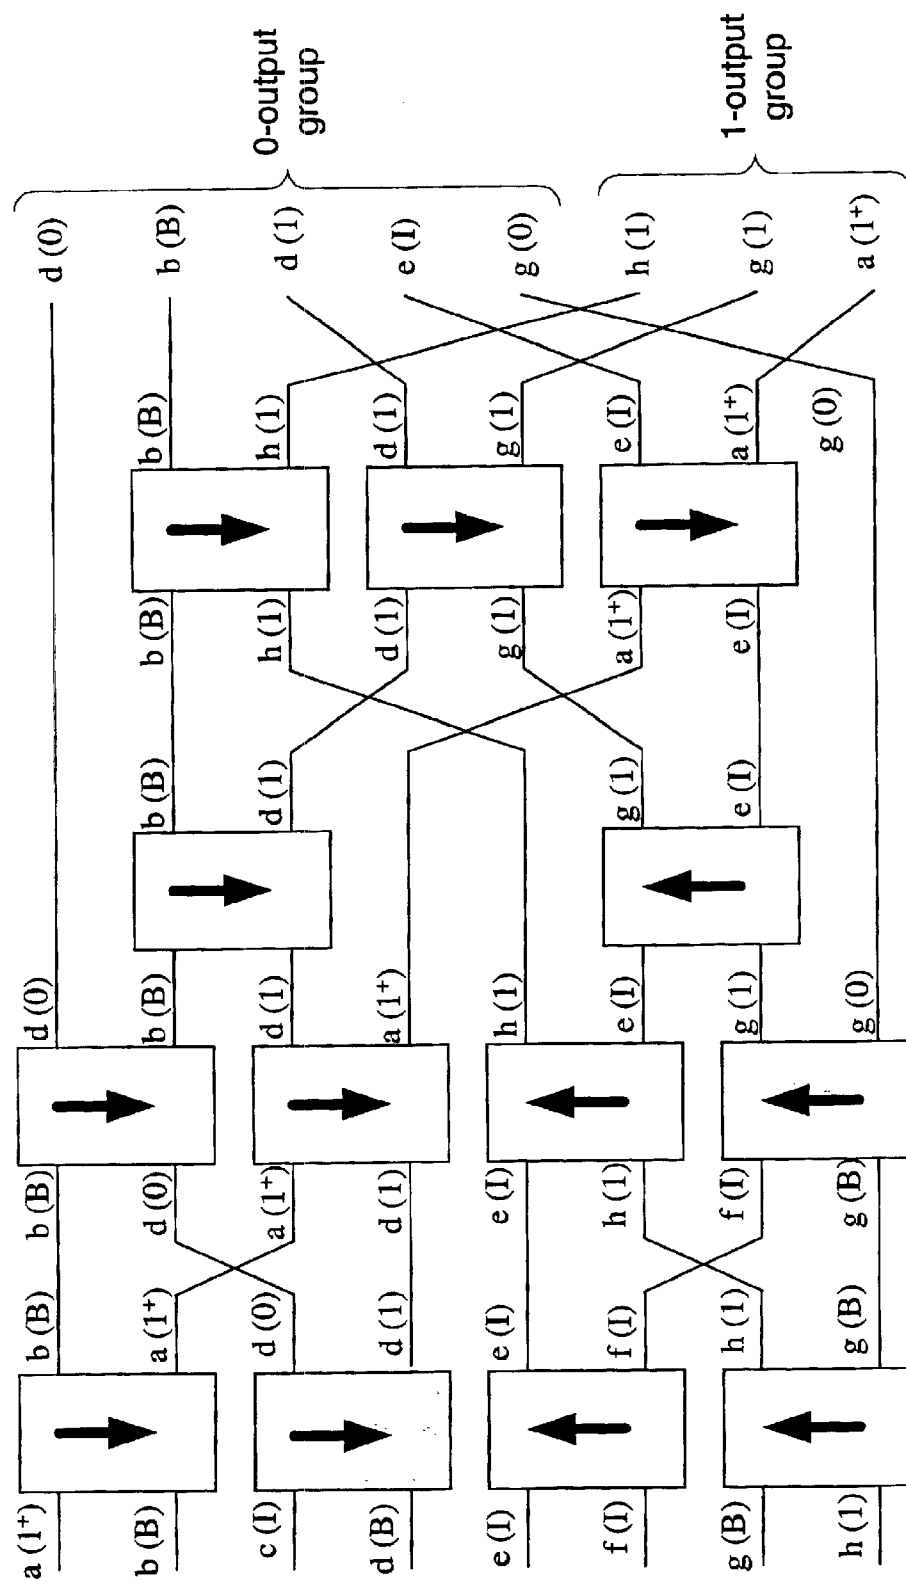 a (1⁺)
b (B)
c (I)
d (B)
e (I)
f (I)
g (B)
h (1)
b (B)
a (1⁺)
d (0)
d (1)
e (I)
f (I)
h (1)
g (B)
b (B)
d (0)
a (1⁺)
d (1)
e (I)
h (1)
f (I)
g (B)
d (0)
b (B)
d (1)
a (1⁺)
h (1)
e (I)
g (1)
g (0)
b (B)
d (1)
g (1)
e (I)
b (B)
h (1)
d (1)
g (1)
a (1⁺)
e (I)
b (B)
h (1)
d (1)
g (1)
e (I)
a (1⁺)
g (0)
d (0)
b (B)
d (1)
e (I)
g (0)
h (1)
g (1)
a (1⁺)
0-output
group
1-output
group